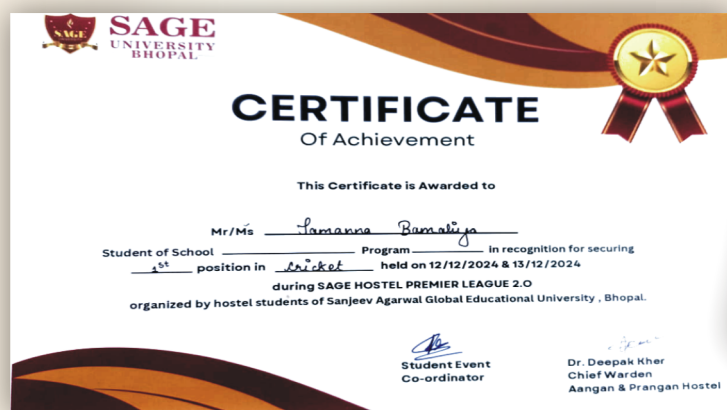 SAGE
SAGE
UNIVERSITY
BHOPAL
CERTIFICATE
Of Achievement
This Certificate is Awarded to
Mr/Ms Tamanna Bamaliya
Student of School Program in recognition for securing
1st position in cricket held on 12/12/2024 & 13/12/2024
during SAGE HOSTEL PREMIER LEAGUE 2.0
organized by hostel students of Sanjeev Agarwal Global Educational University , Bhopal.
Student Event
Co-ordinator
Dr. Deepak Kher
Chief Warden
Aangan & Prangan Hostel